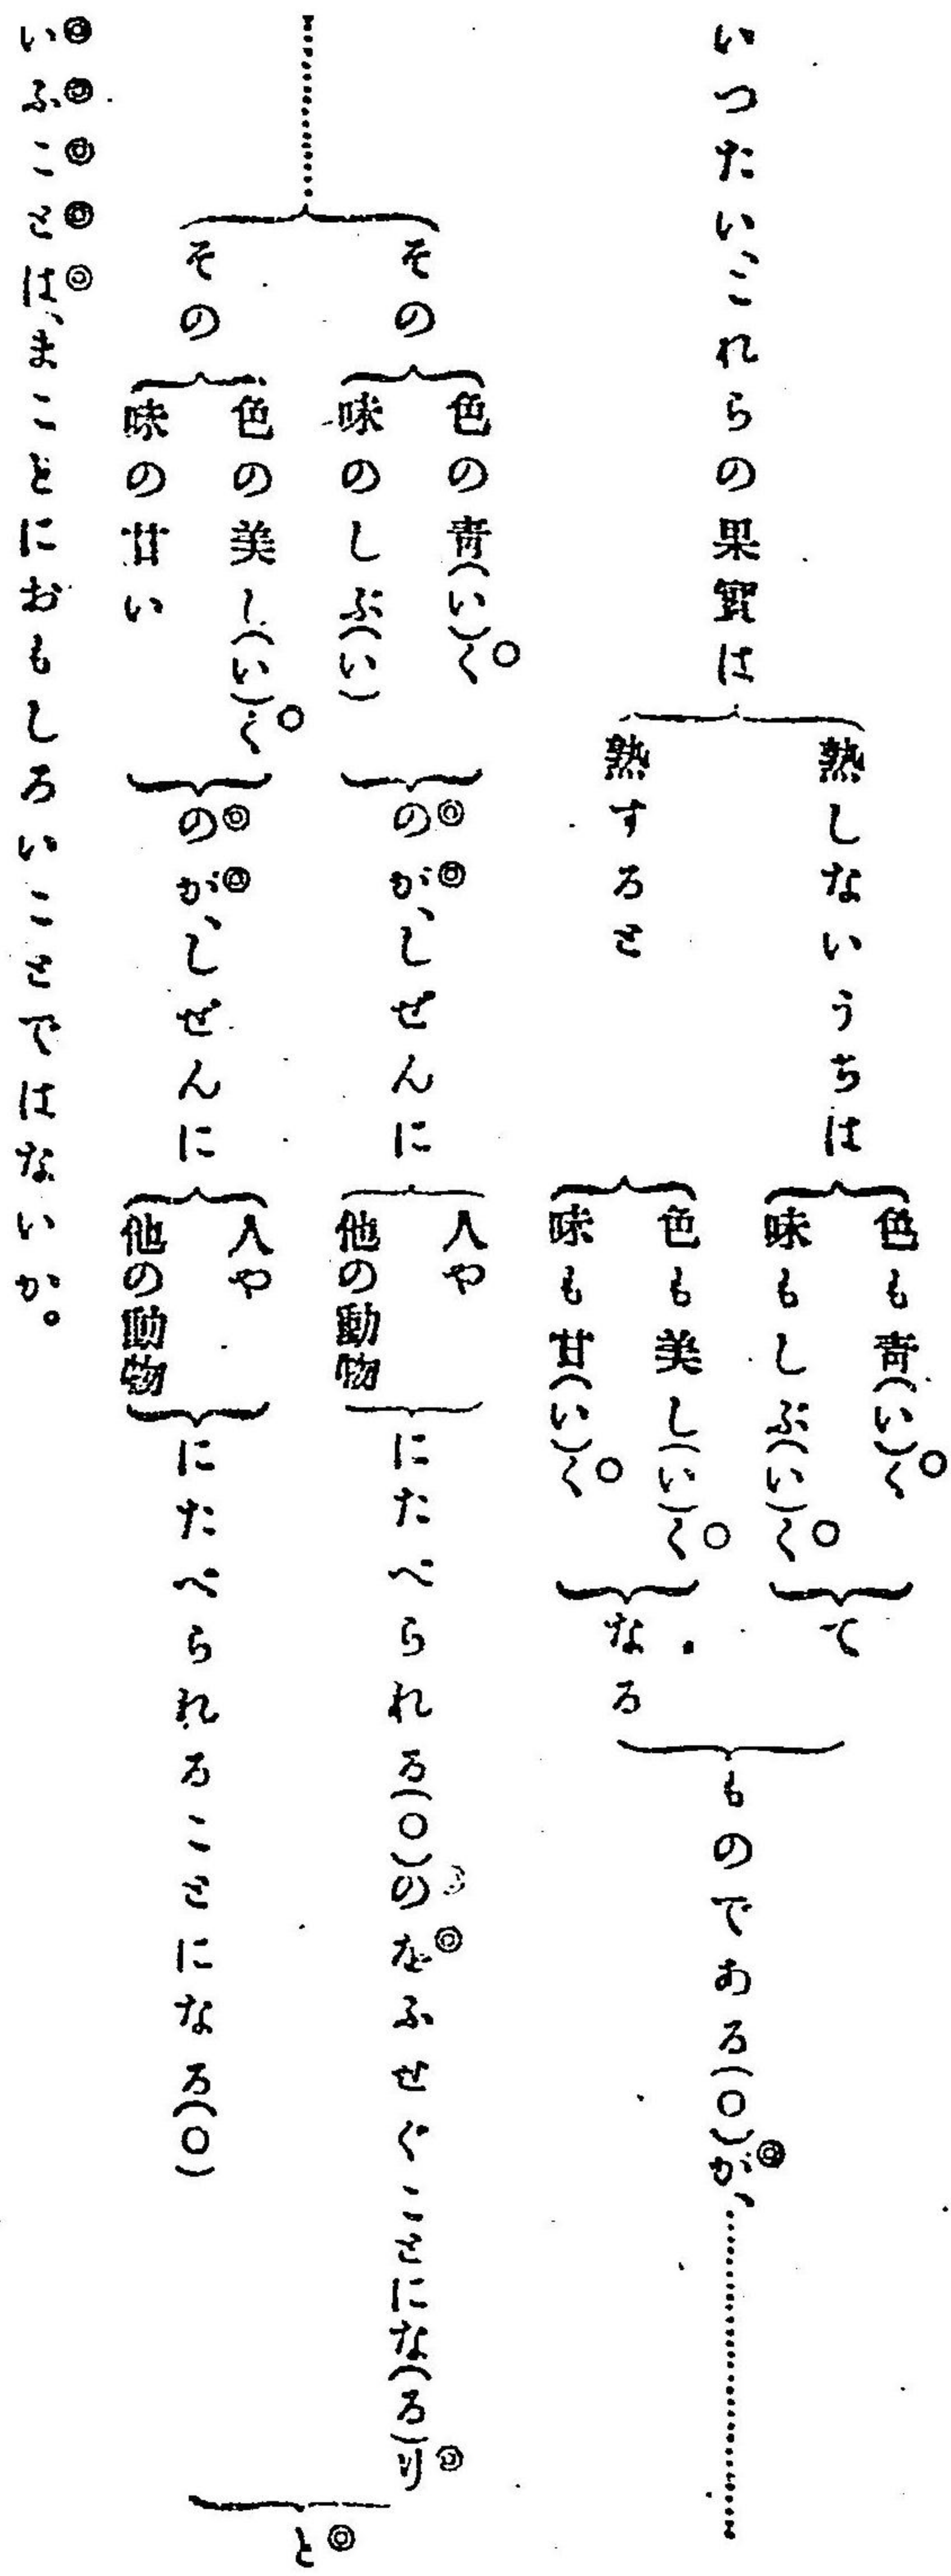 いつたい、これらの果實は
熟しないうちは
色も青(い)く
味もしぶ(い)く
て
熟すると
色も美し(い)く
味も甘(い)く
なる
ものである(○)が、…………
…………
その
色の青(い)く
味のしぶ(い)
のが、しぜんに
人や
他の動物
にたべられる(○)のをふせぐことにな(る)り
その
色の美し(い)く
味の甘い
のが、しぜんに
人や
他の動物
にたべられることになる(○)
と
いふことは、まことにおもしろいことではないか。